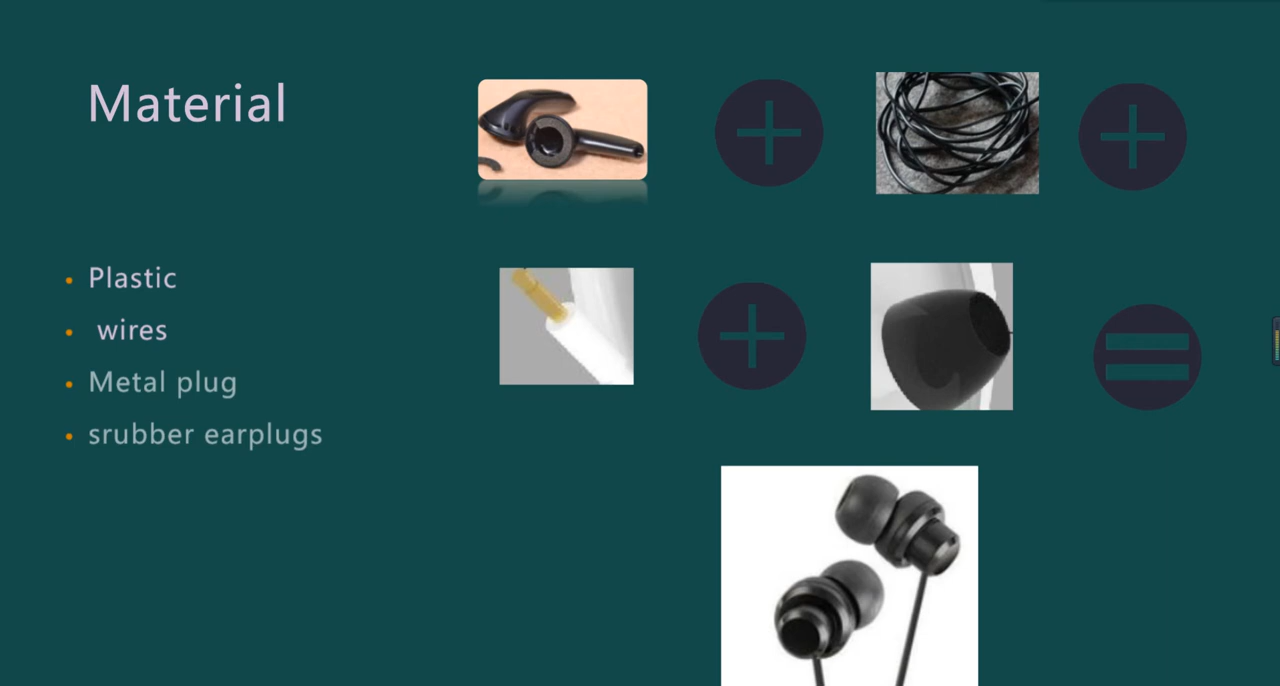 Material
Plastic
wires
Metal plug
srubber earplugs